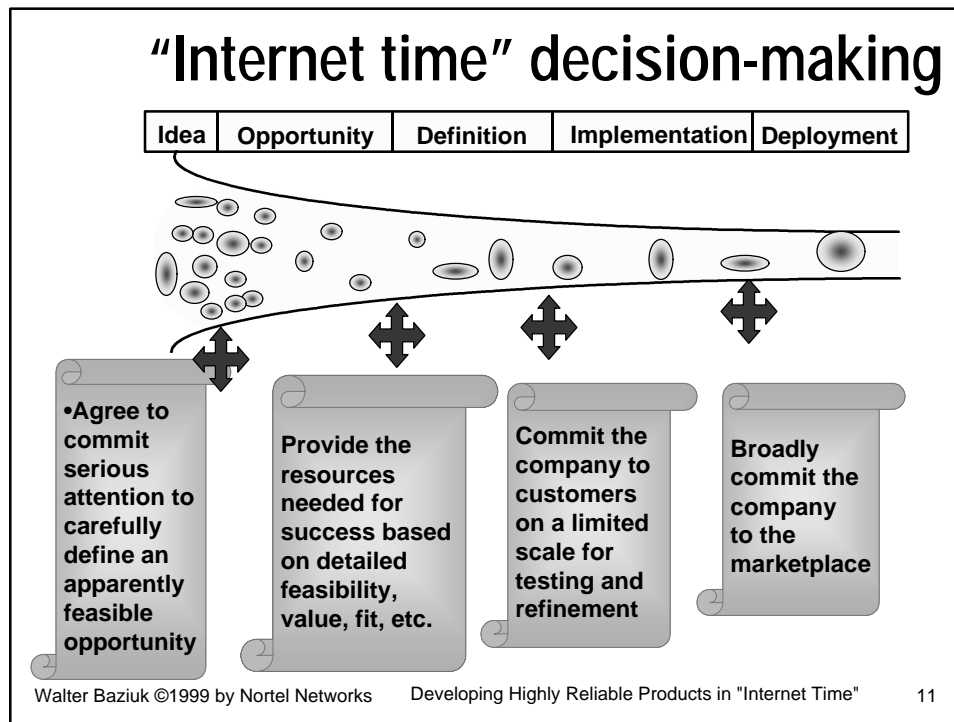 “Internet time” decision-making
Idea Opportunity Definition Implementation Deployment
•Agree to
commit
serious
attention to
carefully
define an
apparently
feasible
opportunity
Provide the
resources
needed for
success based
on detailed
feasibility,
value, fit, etc.
Commit the
company to
customers
on a limited
scale for
testing and
refinement
Broadly
commit the
company
to the
marketplace
Walter Baziuk ©1999 by Nortel Networks Developing Highly Reliable Products in "Internet Time" 11